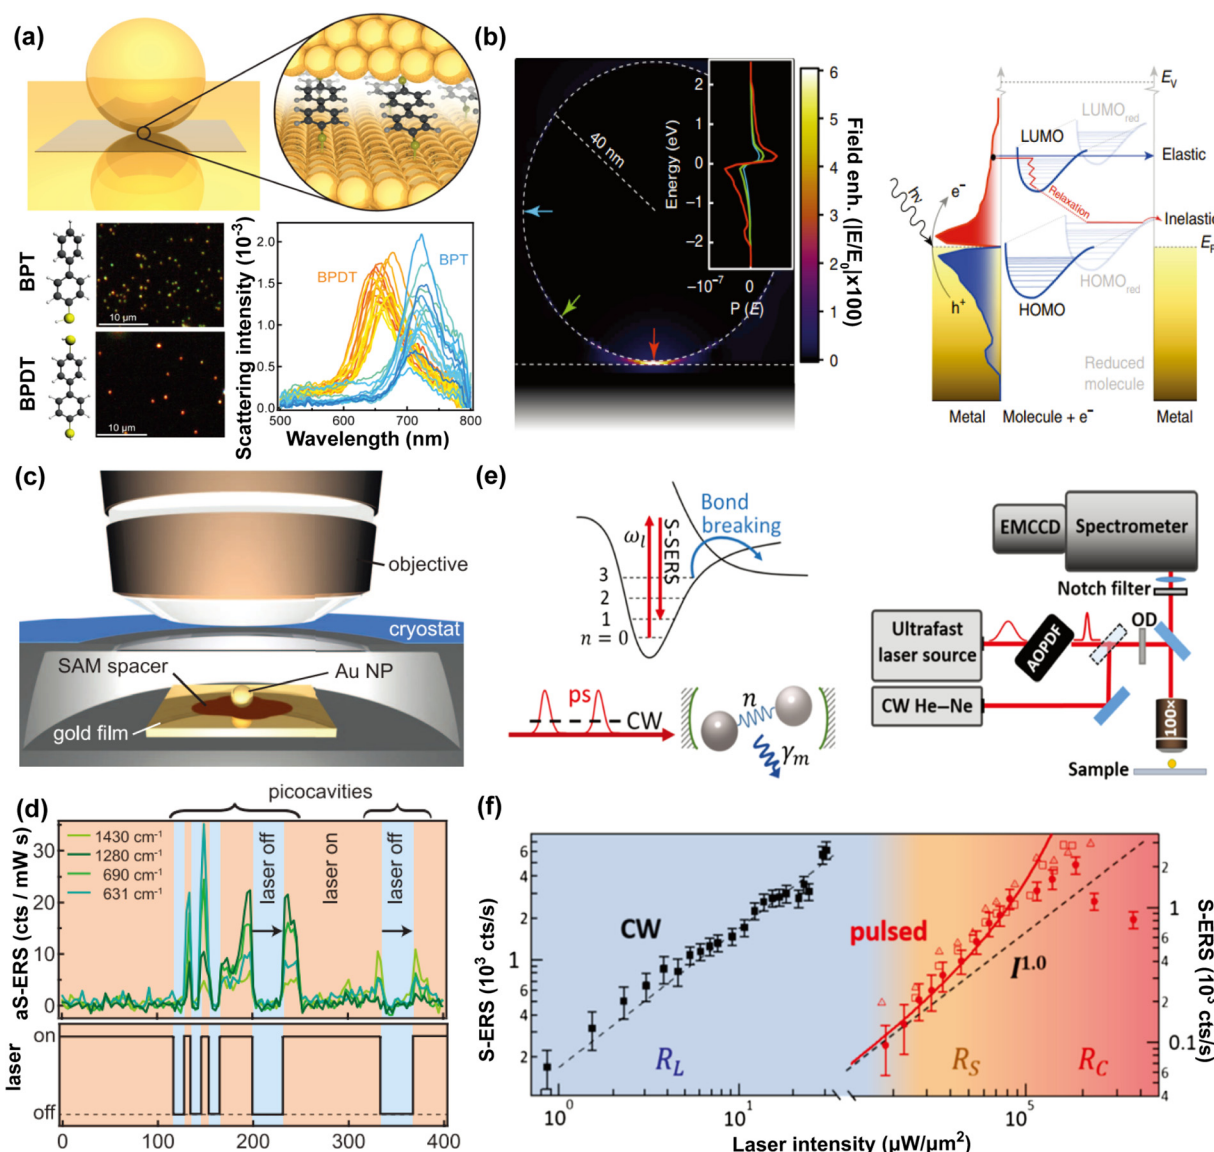 (a)
BPT
10 μm
BPDT
10 μm
Scattering intensity (10⁻³)
2.0
1.5
1.0
0.5
0.0
BPDT
BPT
500
600
700
800
Wavelength (nm)
(b)
40 nm
Energy (eV)
2
1
0
−1
−2
−10⁻⁷
0
P (E)
6
5
4
3
2
1
0
Field enh. (|E/E₀|x100)
hν
e⁻
h⁺
LUMO
LUMO_red
HOMO
HOMO_red
Relaxation
E_V
Elastic
Inelastic
Reduced
molecule
Metal
Molecule + e⁻
Metal
(c)
objective
cryostat
SAM spacer
Au NP
gold film
(d)
picocavities
aS-ERS (cts / mW s)
30
20
10
0
1430 cm⁻¹
1280 cm⁻¹
690 cm⁻¹
631 cm⁻¹
laser off
laser on
laser off
laser
on
off
0
100
200
300
400
(e)
ω_l
S-SERS
Bond
breaking
3
2
1
n = 0
ps
CW
n
γ_m
EMCCD
Spectrometer
Notch filter
OD
Ultrafast
laser source
AOPDF
CW He–Ne
100×
Sample
(f)
S-ERS (10³ cts/s)
6
4
2
1
6
4
2
CW
pulsed
I¹·⁰
R_L
R_S
R_C
2
1
6
4
2
0.1
6
4
S-ERS (10³ cts/s)
10⁰
10¹
10⁵
Laser intensity (μW/μm²)